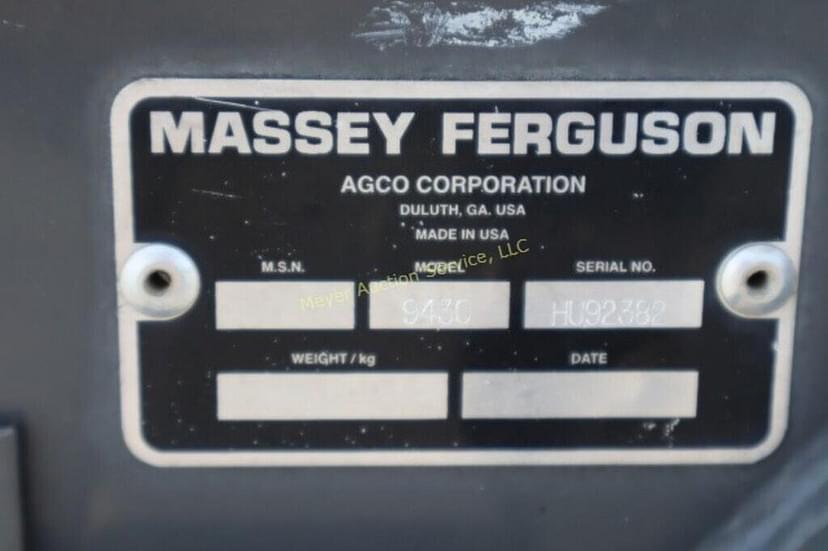 MASSEY FERGUSON
AGCO CORPORATION
DULUTH, GA. USA
MADE IN USA
M.S.N. MODEL SERIAL NO.
9430 HU92382
WEIGHT / kg DATE
Meyer Auction Service, LLC